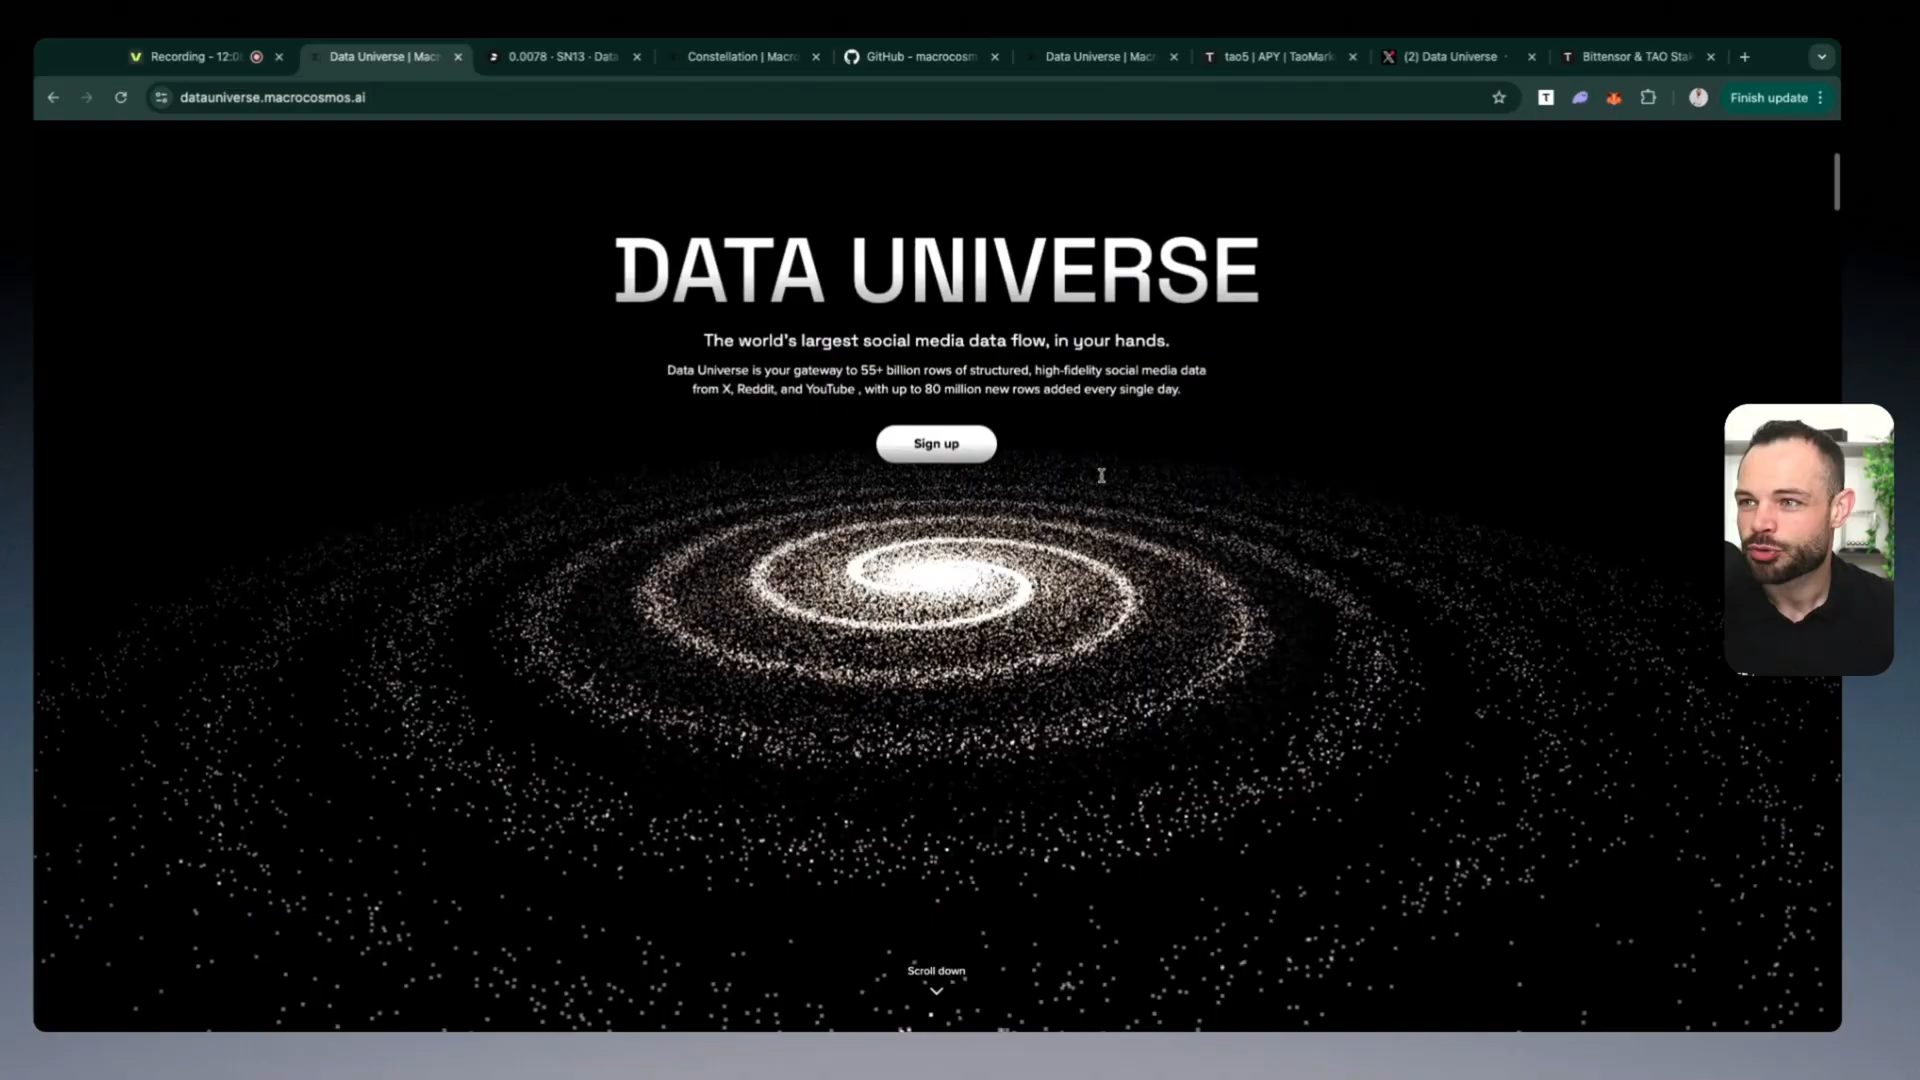 Recording - 12:0
Data Universe | Macr
0.0078 · SN13 · Data
Constellation | Macro
GitHub - macrocosm
Data Universe | Macr
tao5 | APY | TaoMark
(2) Data Universe ·
Bittensor & TAO Stak
datauniverse.macrocosmos.ai
Finish update
DATA UNIVERSE
The world's largest social media data flow, in your hands.
Data Universe is your gateway to 55+ billion rows of structured, high-fidelity social media data
from X, Reddit, and YouTube , with up to 80 million new rows added every single day.
Sign up
Scroll down